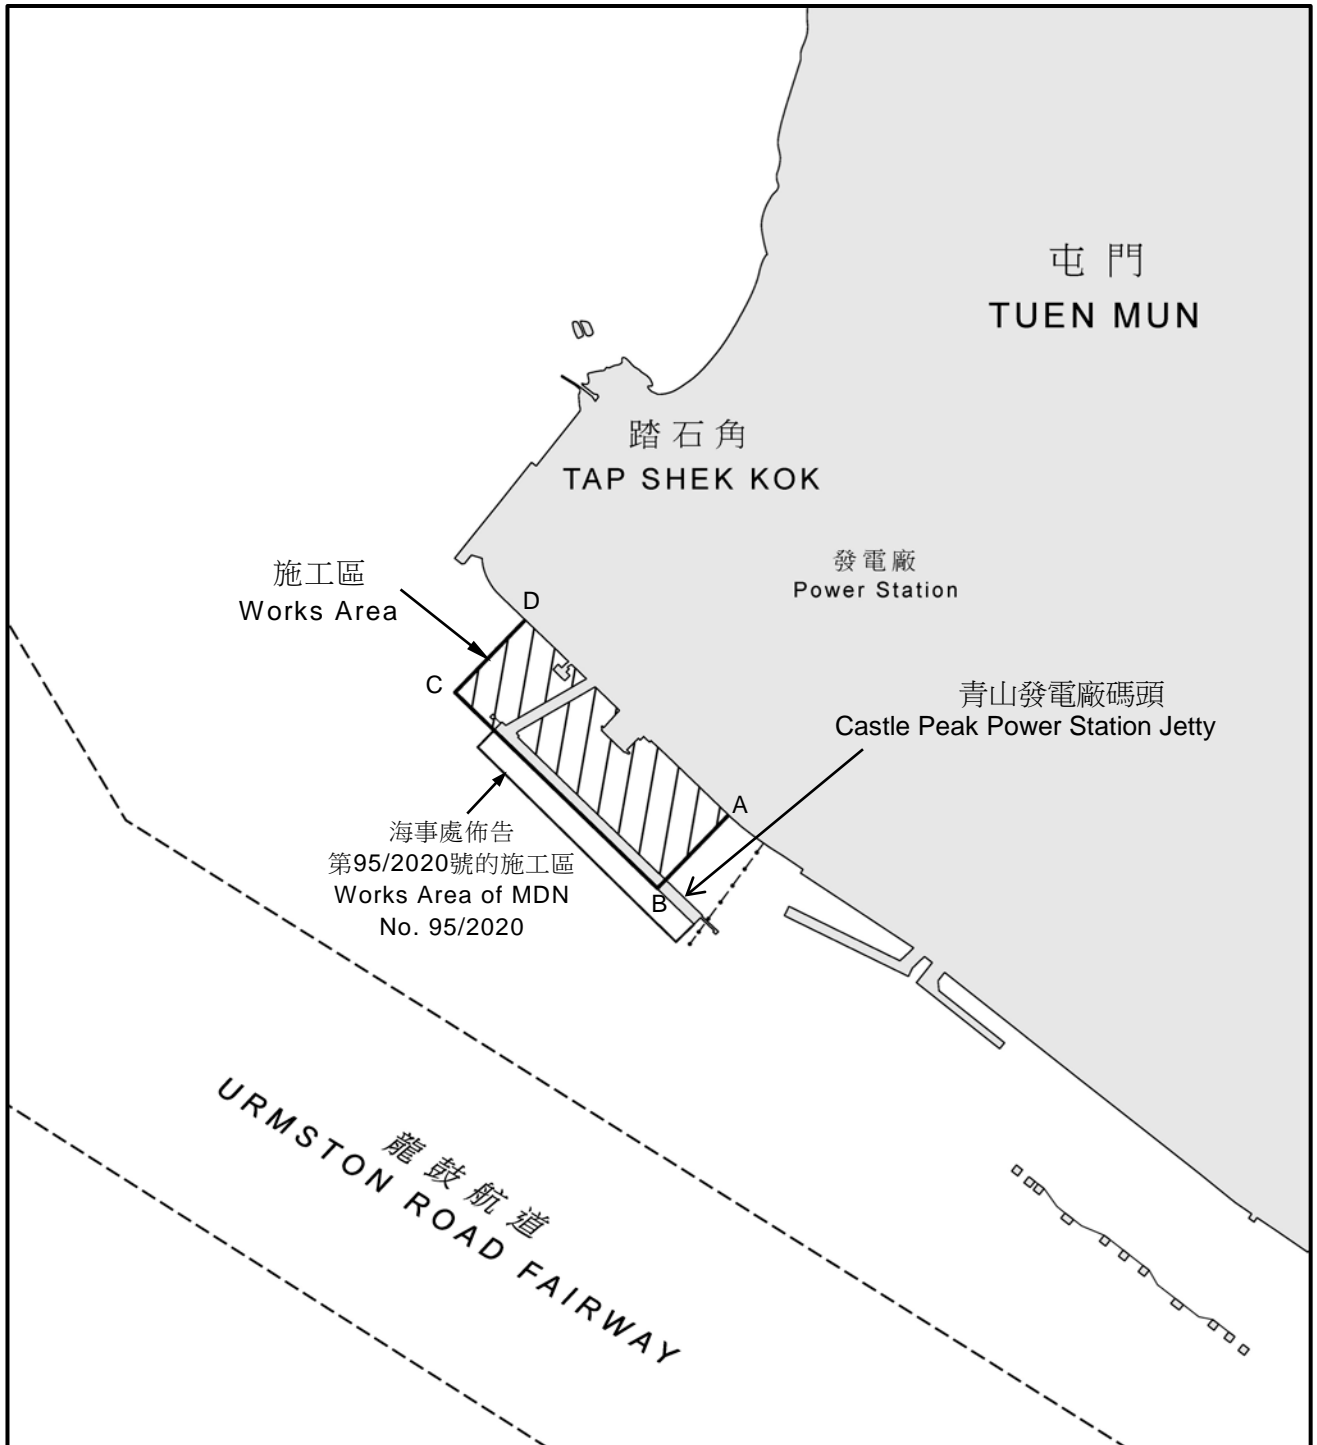 屯 門
TUEN MUN
踏 石 角
TAP SHEK KOK
發電廠
Power Station
施工區
Works Area
D
C
青山發電廠碼頭
Castle Peak Power Station Jetty
A
B
海事處佈告
第95/2020號的施工區
Works Area of MDN
No. 95/2020
龍 鼓 航 道
URMSTON ROAD FAIRWAY